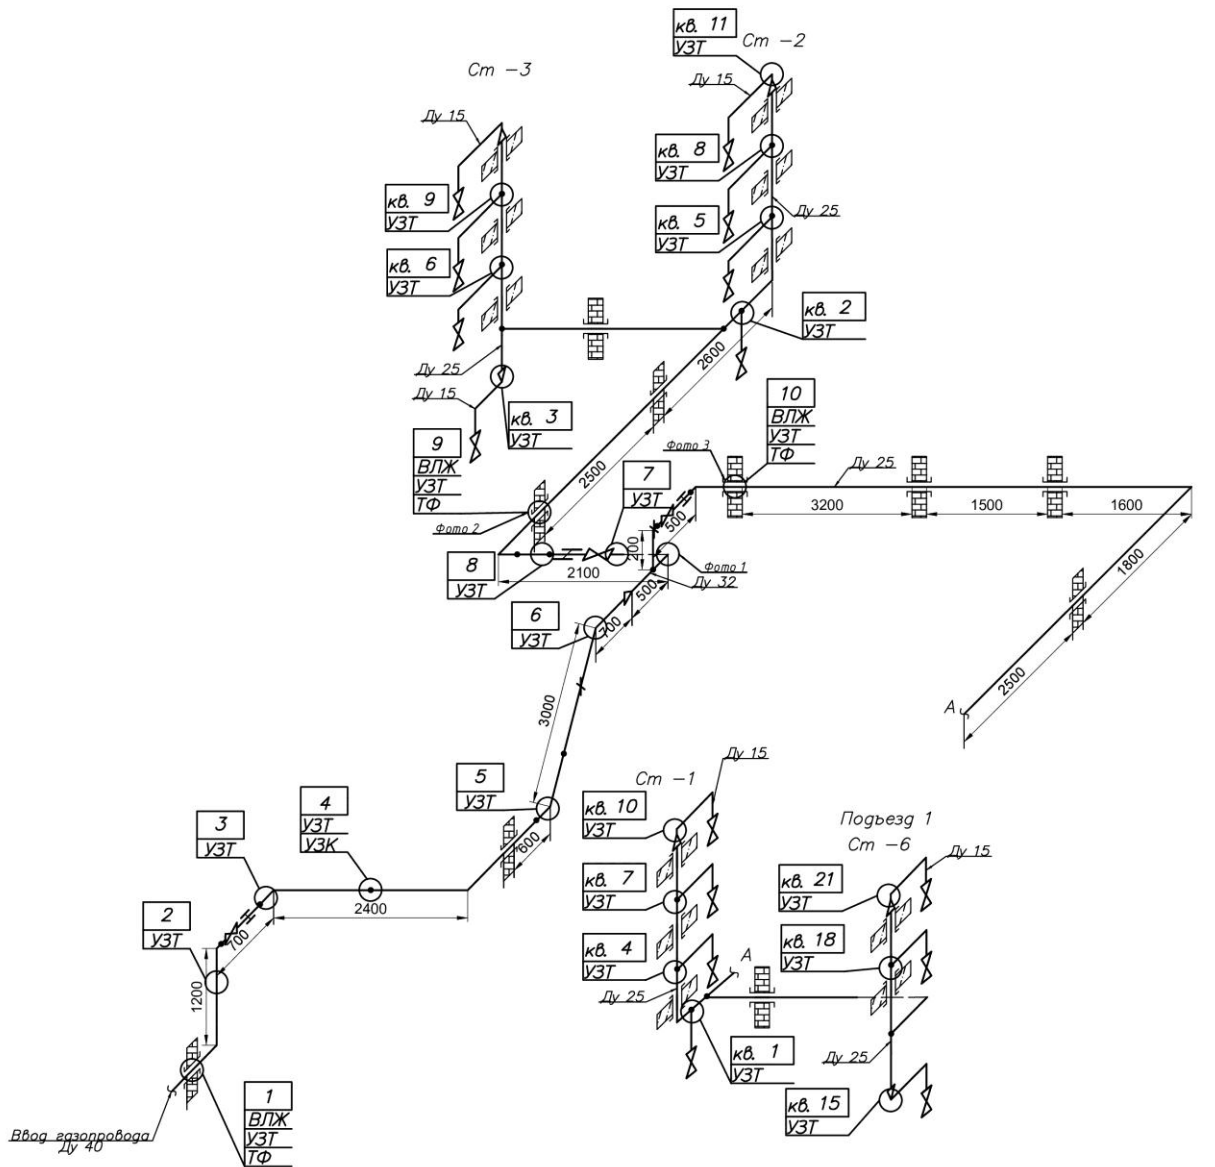 кв. 11
УЗТ
Ст -2
Ст -3
Ду 15
Ду 15
кв. 8
УЗТ
кв. 9
УЗТ
кв. 5
УЗТ
Ду 25
кв. 6
УЗТ
кв. 2
УЗТ
2600
Ду 25
Ду 15
кв. 3
УЗТ
10
ВЛЖ
УЗТ
ТФ
9
ВЛЖ
УЗТ
ТФ
Фото 3
Ду 25
2500
7
УЗТ
3200
1500
1600
Фото 2
500
200
8
УЗТ
2100
Фото 1
Ду 32
500
1800
6
УЗТ
700
2500
А
3000
5
УЗТ
600
4
УЗТ
УЗК
3
УЗТ
2400
2
УЗТ
700
1200
Ст -1
Ду 15
кв. 10
УЗТ
кв. 7
УЗТ
кв. 4
УЗТ
Ду 25
А
кв. 1
УЗТ
Подъезд 1
Ст -6
Ду 15
кв. 21
УЗТ
кв. 18
УЗТ
Ду 25
кв. 15
УЗТ
1
ВЛЖ
УЗТ
ТФ
Ввод газопровода
Ду 40